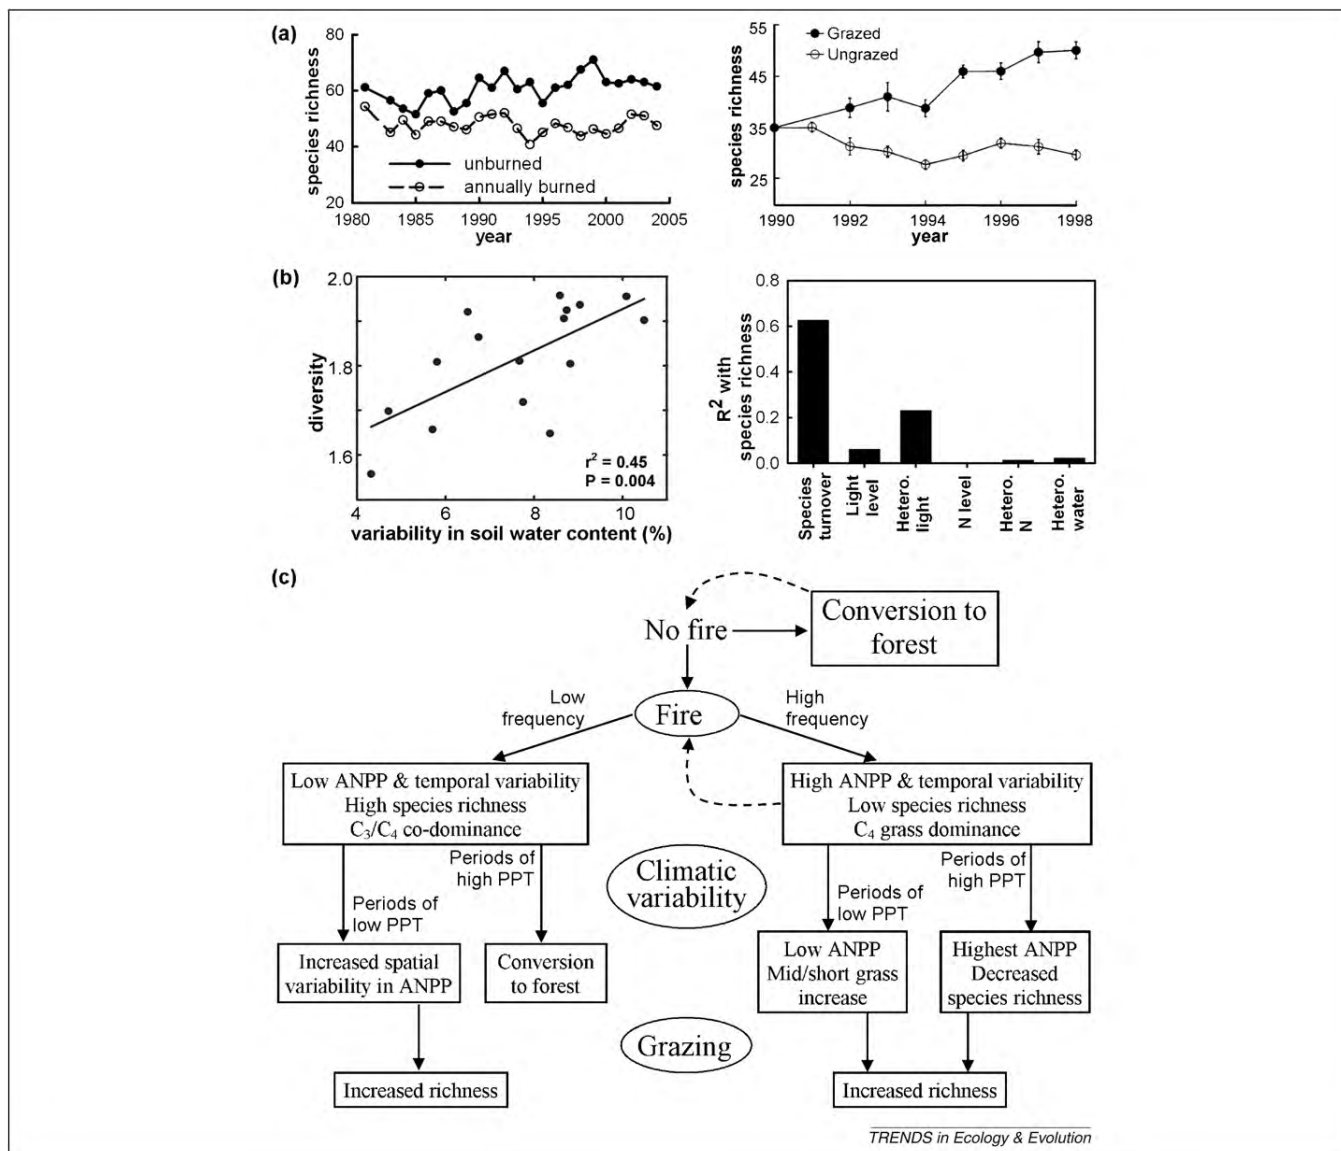 (a)
80
60
40
20
species richness
unburned
annually burned
1980 1985 1990 1995 2000 2005
year
55
45
35
25
species richness
Grazed
Ungrazed
1990 1992 1994 1996 1998
year
(b)
2.0
1.8
1.6
diversity
r² = 0.45
P = 0.004
4 6 8 10
variability in soil water content (%)
0.8
0.6
0.4
0.2
0.0
R² with
species richness
Species
turnover
Light
level
Hetero.
light
N level
Hetero.
N
Hetero.
water
(c)
No fire
Conversion to
forest
Low
frequency
Fire
High
frequency
Low ANPP & temporal variability
High species richness
C₃/C₄ co-dominance
High ANPP & temporal variability
Low species richness
C₄ grass dominance
Periods of
high PPT
Periods of
low PPT
Climatic
variability
Periods of
low PPT
Periods of
high PPT
Increased spatial
variability in ANPP
Conversion
to forest
Low ANPP
Mid/short grass
increase
Highest ANPP
Decreased
species richness
Grazing
Increased richness
Increased richness
TRENDS in Ecology & Evolution